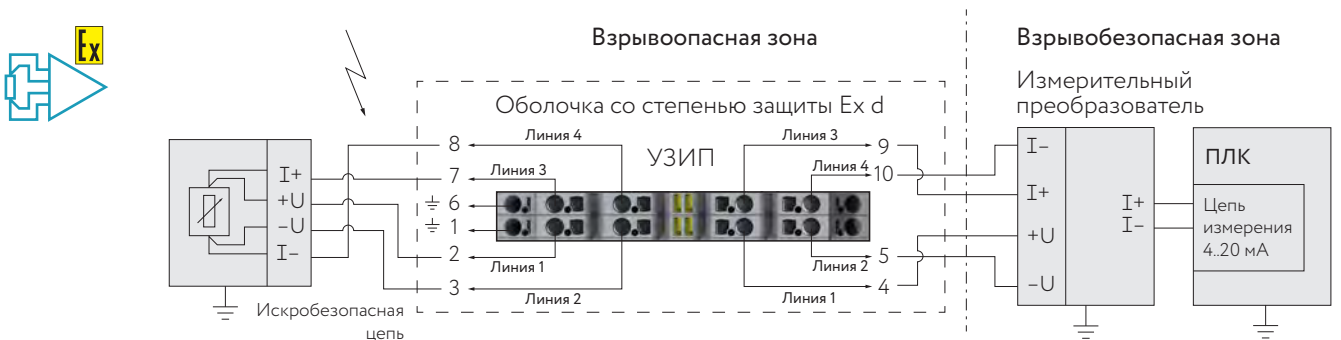 Ex
Взрывоопасная зона
Взрывобезопасная зона
Измерительный
преобразователь
Оболочка со степенью защиты Ex d
УЗИП
I+
+U
-U
I-
Искробезопасная
цепь
8
Линия 4
7
Линия 3
6
1
2
Линия 1
3
Линия 2
Линия 3
9
Линия 4
10
Линия 2
5
Линия 1
4
I-
I+
+U
-U
I+
I-
ПЛК
Цепь
измерения
4..20 мА